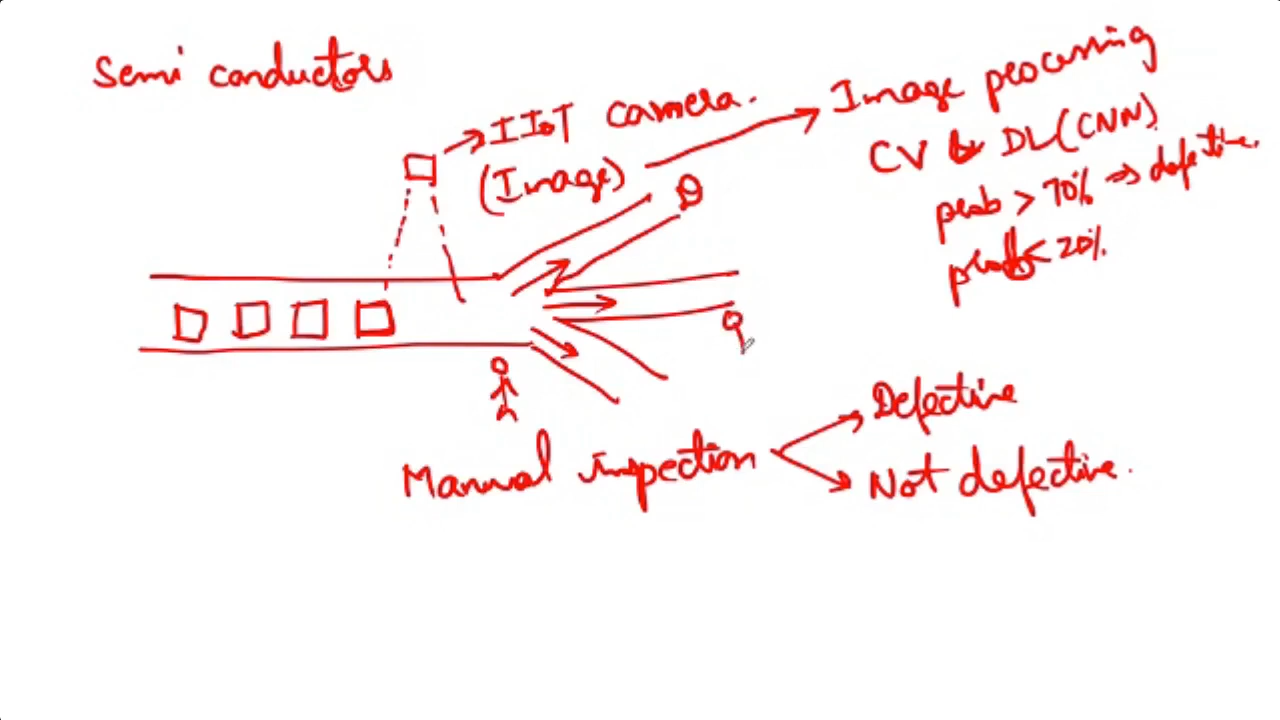 Semi conductors
IIoT camera.
(Image)
Image processing
CV & DL (CNN)
prob > 70% => defective.
prob < 20%
D
Manual inspection
Defective
Not defective.